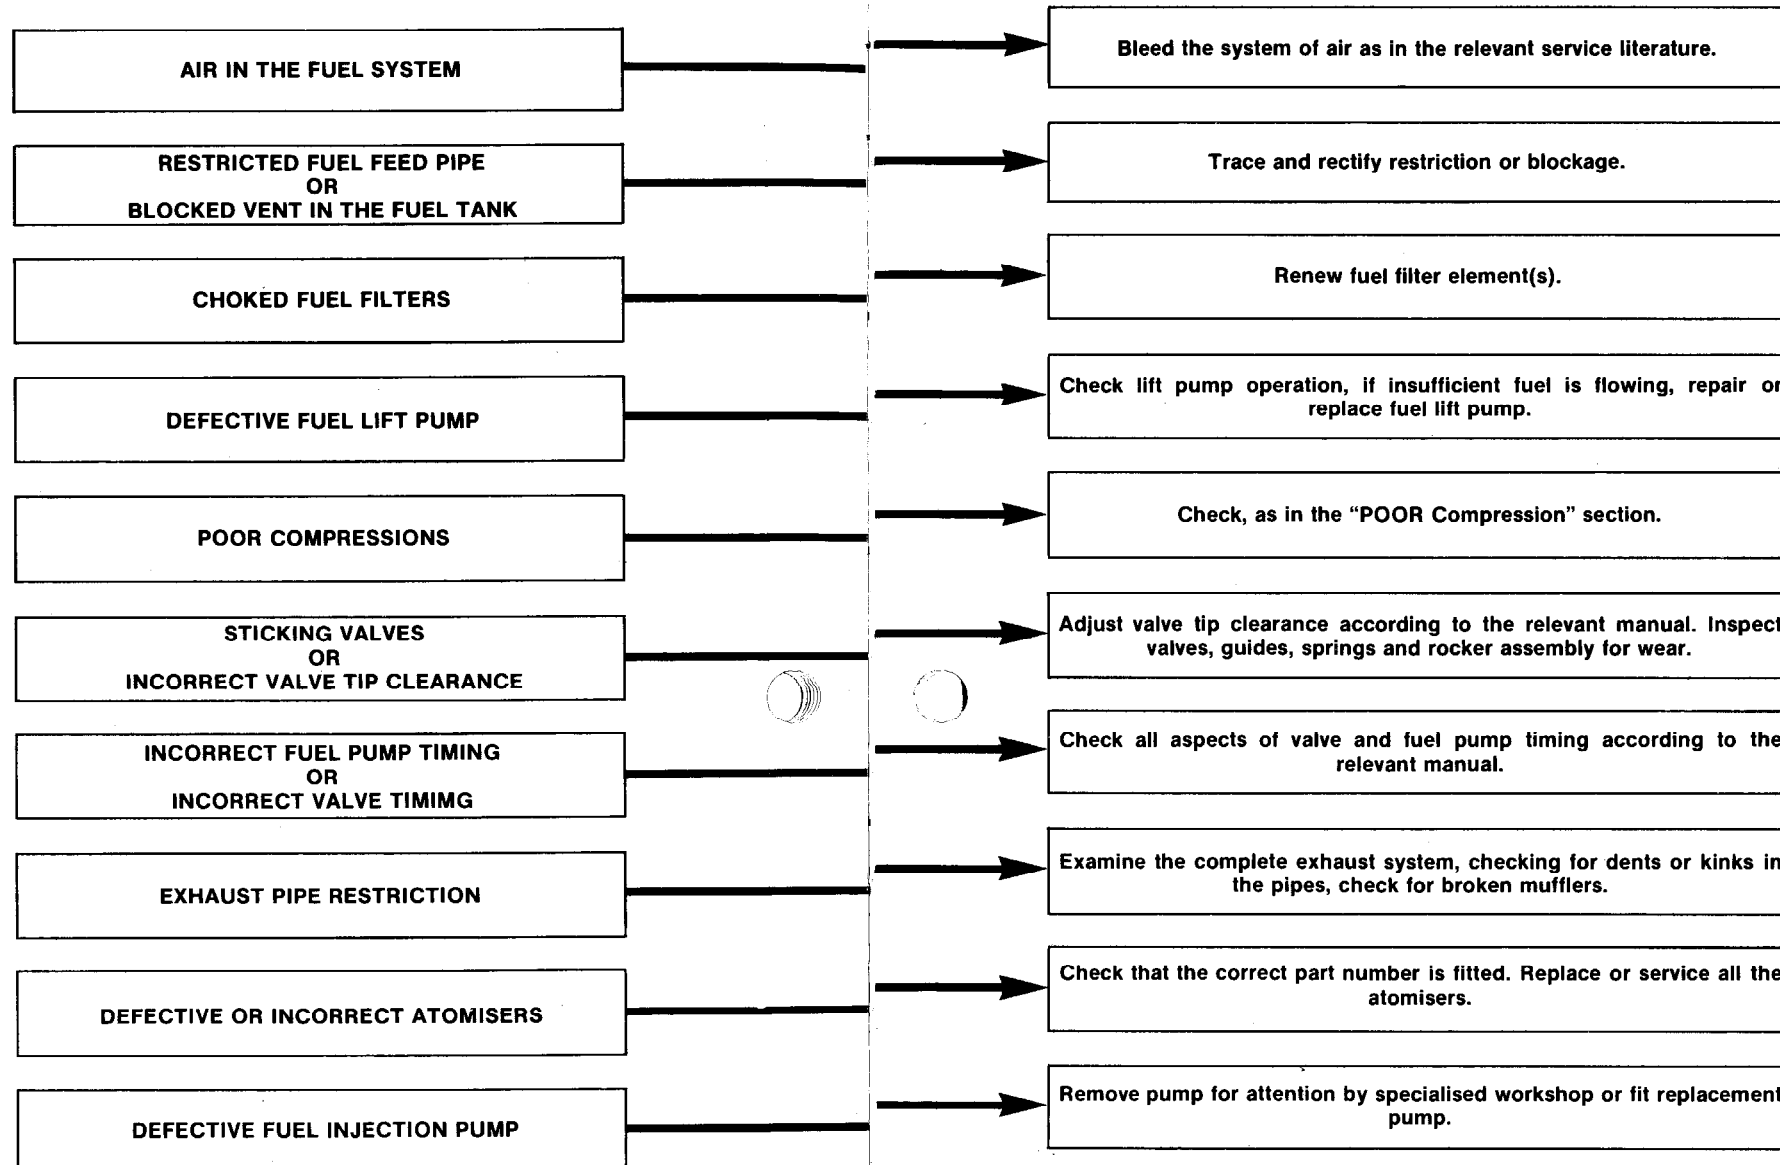 AIR IN THE FUEL SYSTEM
Bleed the system of air as in the relevant service literature.
RESTRICTED FUEL FEED PIPE
OR
BLOCKED VENT IN THE FUEL TANK
Trace and rectify restriction or blockage.
CHOKED FUEL FILTERS
Renew fuel filter element(s).
DEFECTIVE FUEL LIFT PUMP
Check lift pump operation, if insufficient fuel is flowing, repair or
replace fuel lift pump.
POOR COMPRESSIONS
Check, as in the “POOR Compression” section.
STICKING VALVES
OR
INCORRECT VALVE TIP CLEARANCE
Adjust valve tip clearance according to the relevant manual. Inspect
valves, guides, springs and rocker assembly for wear.
INCORRECT FUEL PUMP TIMING
OR
INCORRECT VALVE TIMIMG
Check all aspects of valve and fuel pump timing according to the
relevant manual.
EXHAUST PIPE RESTRICTION
Examine the complete exhaust system, checking for dents or kinks in
the pipes, check for broken mufflers.
DEFECTIVE OR INCORRECT ATOMISERS
Check that the correct part number is fitted. Replace or service all the
atomisers.
DEFECTIVE FUEL INJECTION PUMP
Remove pump for attention by specialised workshop or fit replacement
pump.